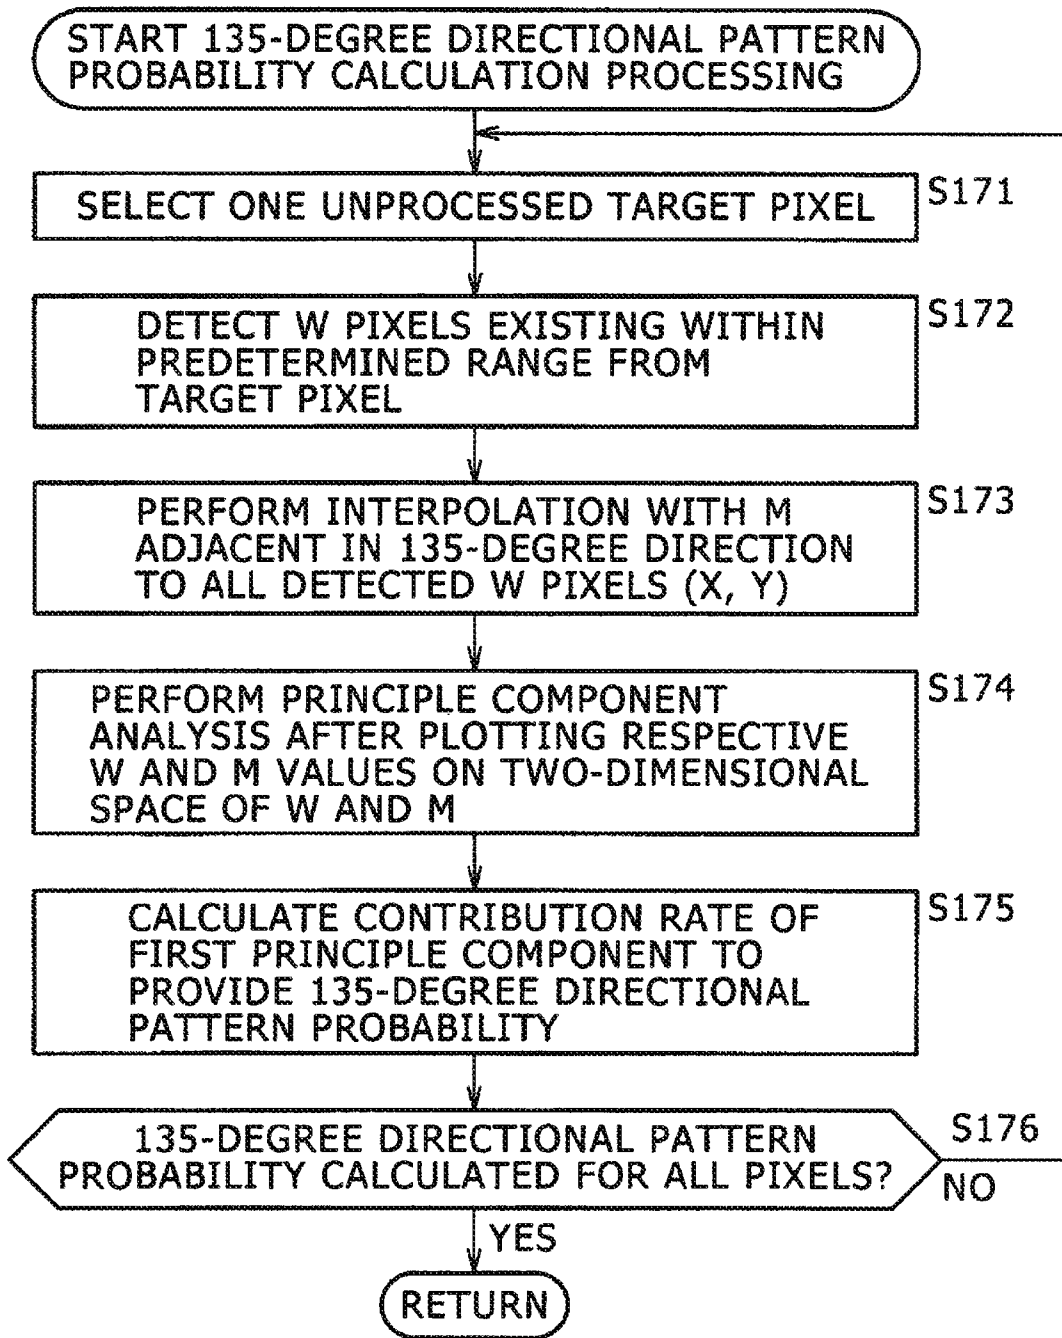 START 135-DEGREE DIRECTIONAL PATTERN
PROBABILITY CALCULATION PROCESSING
SELECT ONE UNPROCESSED TARGET PIXEL
S171
DETECT W PIXELS EXISTING WITHIN
PREDETERMINED RANGE FROM
TARGET PIXEL
S172
PERFORM INTERPOLATION WITH M
ADJACENT IN 135-DEGREE DIRECTION
TO ALL DETECTED W PIXELS (X, Y)
S173
PERFORM PRINCIPLE COMPONENT
ANALYSIS AFTER PLOTTING RESPECTIVE
W AND M VALUES ON TWO-DIMENSIONAL
SPACE OF W AND M
S174
CALCULATE CONTRIBUTION RATE OF
FIRST PRINCIPLE COMPONENT TO
PROVIDE 135-DEGREE DIRECTIONAL
PATTERN PROBABILITY
S175
135-DEGREE DIRECTIONAL PATTERN
PROBABILITY CALCULATED FOR ALL PIXELS?
S176
NO
YES
RETURN